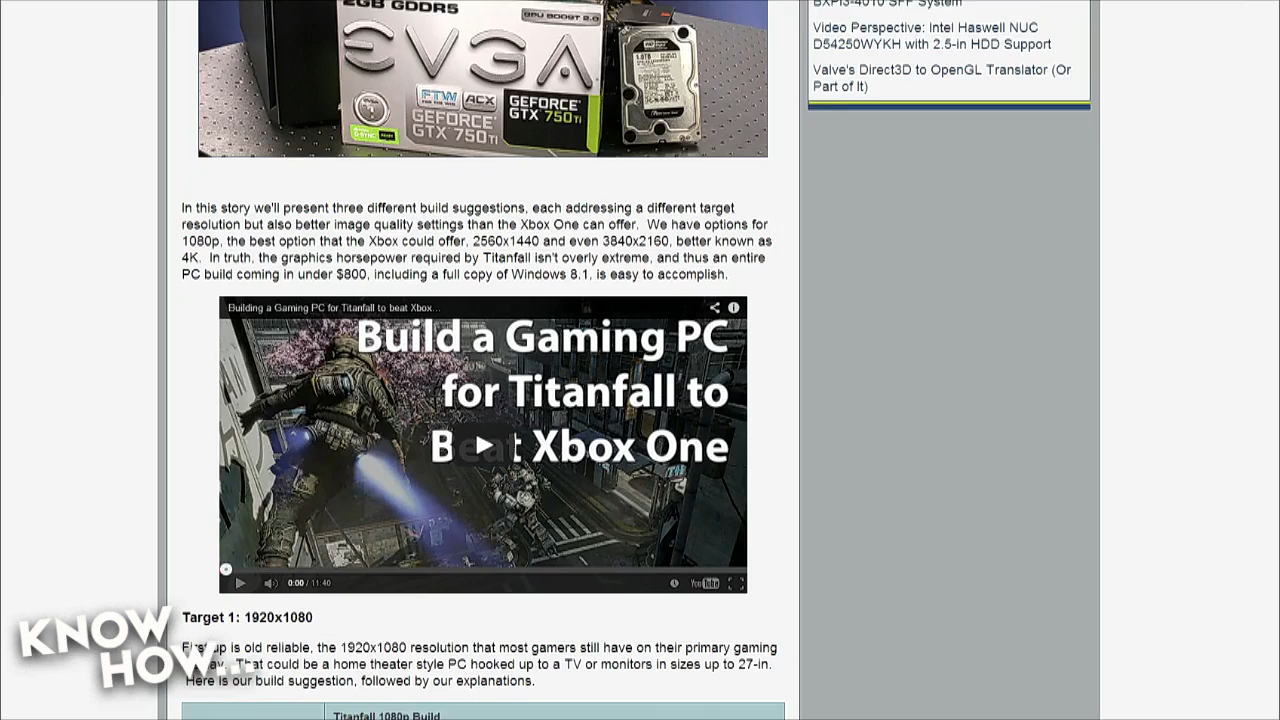 2GB GDDR5
GPU BOOST 2.0
EVGA
FTW
ACX
GEFORCE
GTX 750Ti
GEFORCE
GTX 750Ti
BXPi3-4010 SFF System
Video Perspective: Intel Haswell NUC
D54250WYKH with 2.5-in HDD Support
Valve's Direct3D to OpenGL Translator (Or
Part of It)
In this story we'll present three different build suggestions, each addressing a different target
resolution but also better image quality settings than the Xbox One can offer. We have options for
1080p, the best option that the Xbox could offer, 2560x1440 and even 3840x2160, better known as
4K. In truth, the graphics horsepower required by Titanfall isn't overly extreme, and thus an entire
PC build coming in under $800, including a full copy of Windows 8.1, is easy to accomplish.
Building a Gaming PC for Titanfall to beat Xbox...
Build a Gaming PC
for Titanfall to
Beat Xbox One
0:00 / 11:40
YouTube
Target 1: 1920x1080
First up is old reliable, the 1920x1080 resolution that most gamers still have on their primary gaming
That could be a home theater style PC hooked up to a TV or monitors in sizes up to 27-in.
Here is our build suggestion, followed by our explanations.
Titanfall 1080p Build
KNOW
HOW...